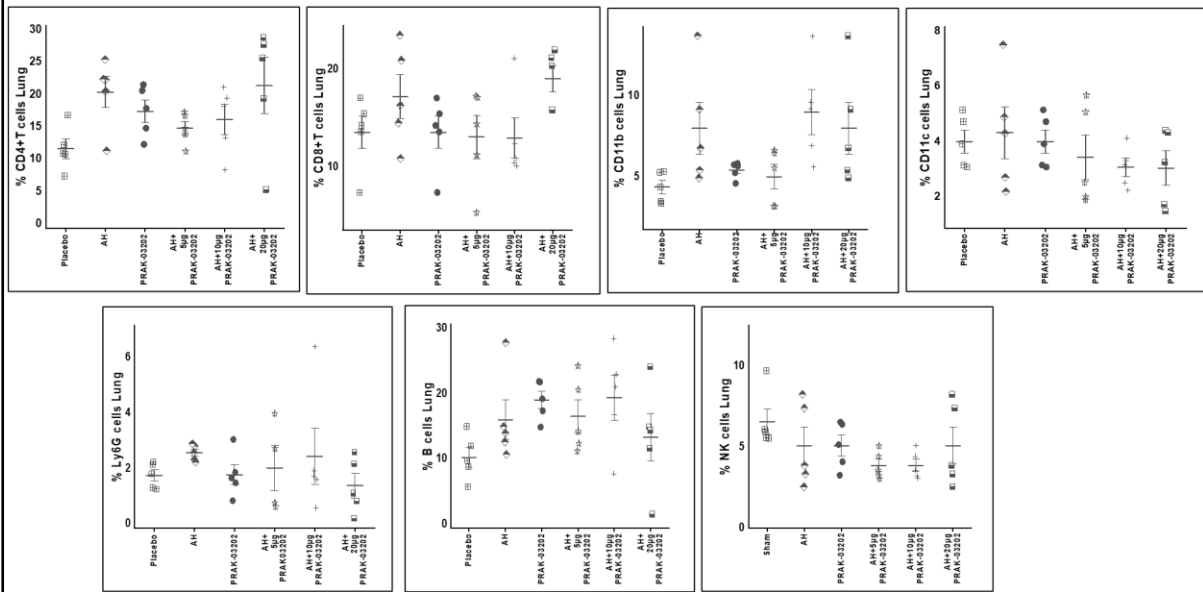 % CD4+T cells Lung
30
25
20
15
10
5
0
Placebo
AH
PRAK-03202
AH+
5µg
PRAK-03202
AH+10µg
PRAK-03202
AH+
20µg
PRAK-03202
% CD8+T cells Lung
20
10
Placebo
AH
PRAK-03202
AH+
5µg
PRAK-03202
AH+10µg
PRAK-03202
AH+
20µg
PRAK-03202
% CD11b cells Lung
10
5
Placebo
AH
PRAK-03202
AH+
5µg
PRAK-03202
AH+10µg
PRAK-03202
AH+20µg
PRAK-03202
% CD11c cells Lung
8
6
4
2
Placebo
AH
PRAK-03202
AH+
5µg
PRAK-03202
AH+10µg
PRAK-03202
AH+20µg
PRAK-03202
% Ly6G cells Lung
6
4
2
0
Placebo
AH
PRAK-03202
AH+
5µg
PRAK03202
AH+10µg
PRAK-03202
AH+
20µg
PRAK-03202
% B cells Lung
30
20
10
0
Placebo
AH
PRAK-03202
AH+
5µg
PRAK-03202
AH+10µg
PRAK-03202
AH+
20µg
PRAK-03202
% NK cells Lung
10
5
0
Sham
AH
PRAK-03202
AH+5µg
PRAK-03202
AH+10µg
PRAK-03202
AH+20µg
PRAK-03202